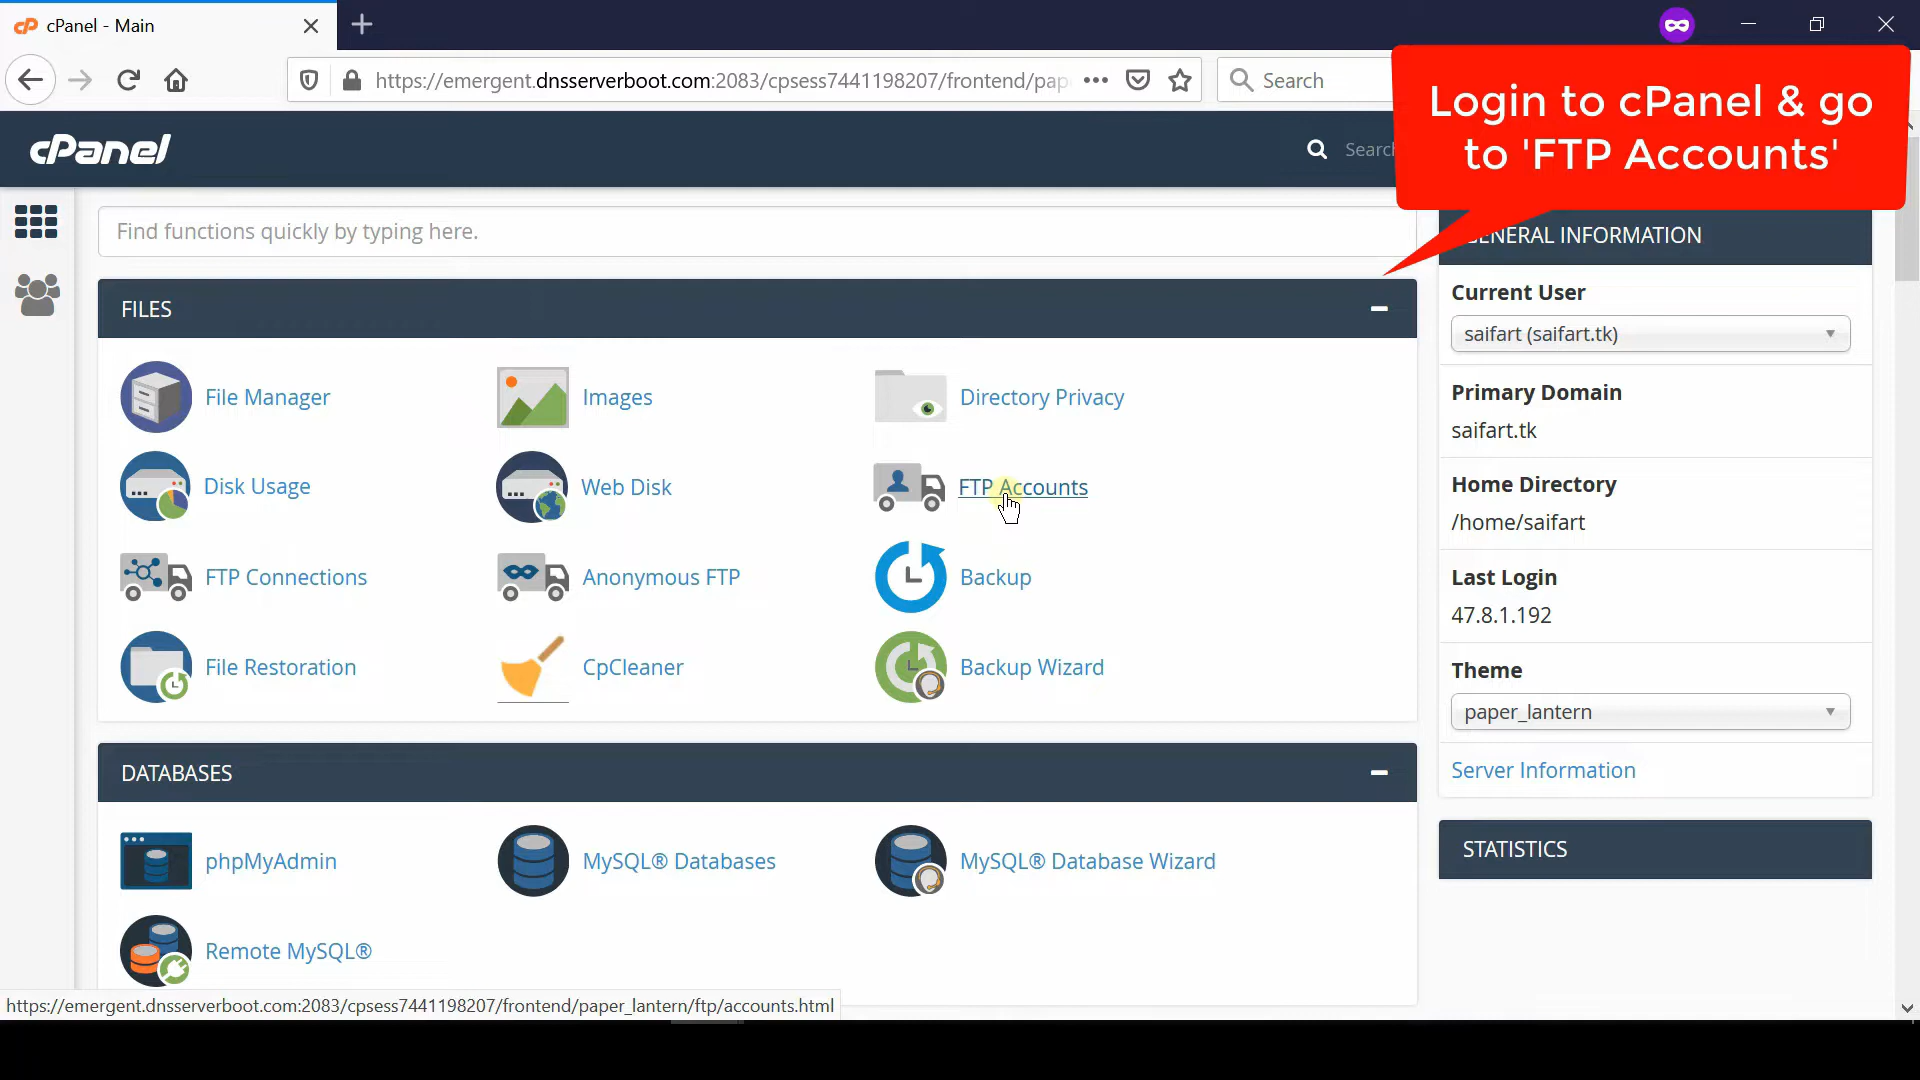 cPanel - Main
https://emergent.dnsserverboot.com:2083/cpsess7441198207/frontend/pap
Search
Login to cPanel & go
to 'FTP Accounts'
cPanel
Search
Find functions quickly by typing here.
GENERAL INFORMATION
Current User
saifart (saifart.tk)
Primary Domain
saifart.tk
Home Directory
/home/saifart
Last Login
47.8.1.192
Theme
paper_lantern
Server Information
STATISTICS
FILES
File Manager
Images
Directory Privacy
Disk Usage
Web Disk
FTP Accounts
FTP Connections
Anonymous FTP
Backup
File Restoration
CpCleaner
Backup Wizard
DATABASES
phpMyAdmin
MySQL® Databases
MySQL® Database Wizard
Remote MySQL®
https://emergent.dnsserverboot.com:2083/cpsess7441198207/frontend/paper_lantern/ftp/accounts.html